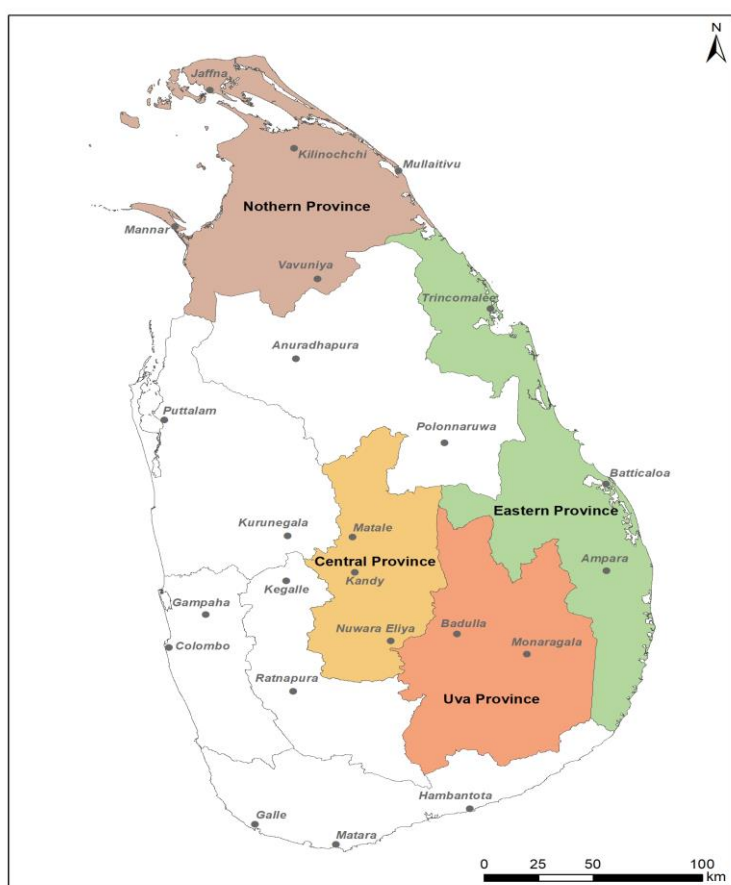 N
Jaffna
Kilinochchi
Mullaitivu
Nothern Province
Mannar
Vavuniya
Trincomalee
Anuradhapura
Puttalam
Polonnaruwa
Batticaloa
Eastern Province
Kurunegala
Matale
Central Province
Ampara
Kandy
Kegalle
Gampaha
Nuwara Eliya
Badulla
Colombo
Monaragala
Ratnapura
Uva Province
Hambantota
Galle
Matara
0 25 50 100
km